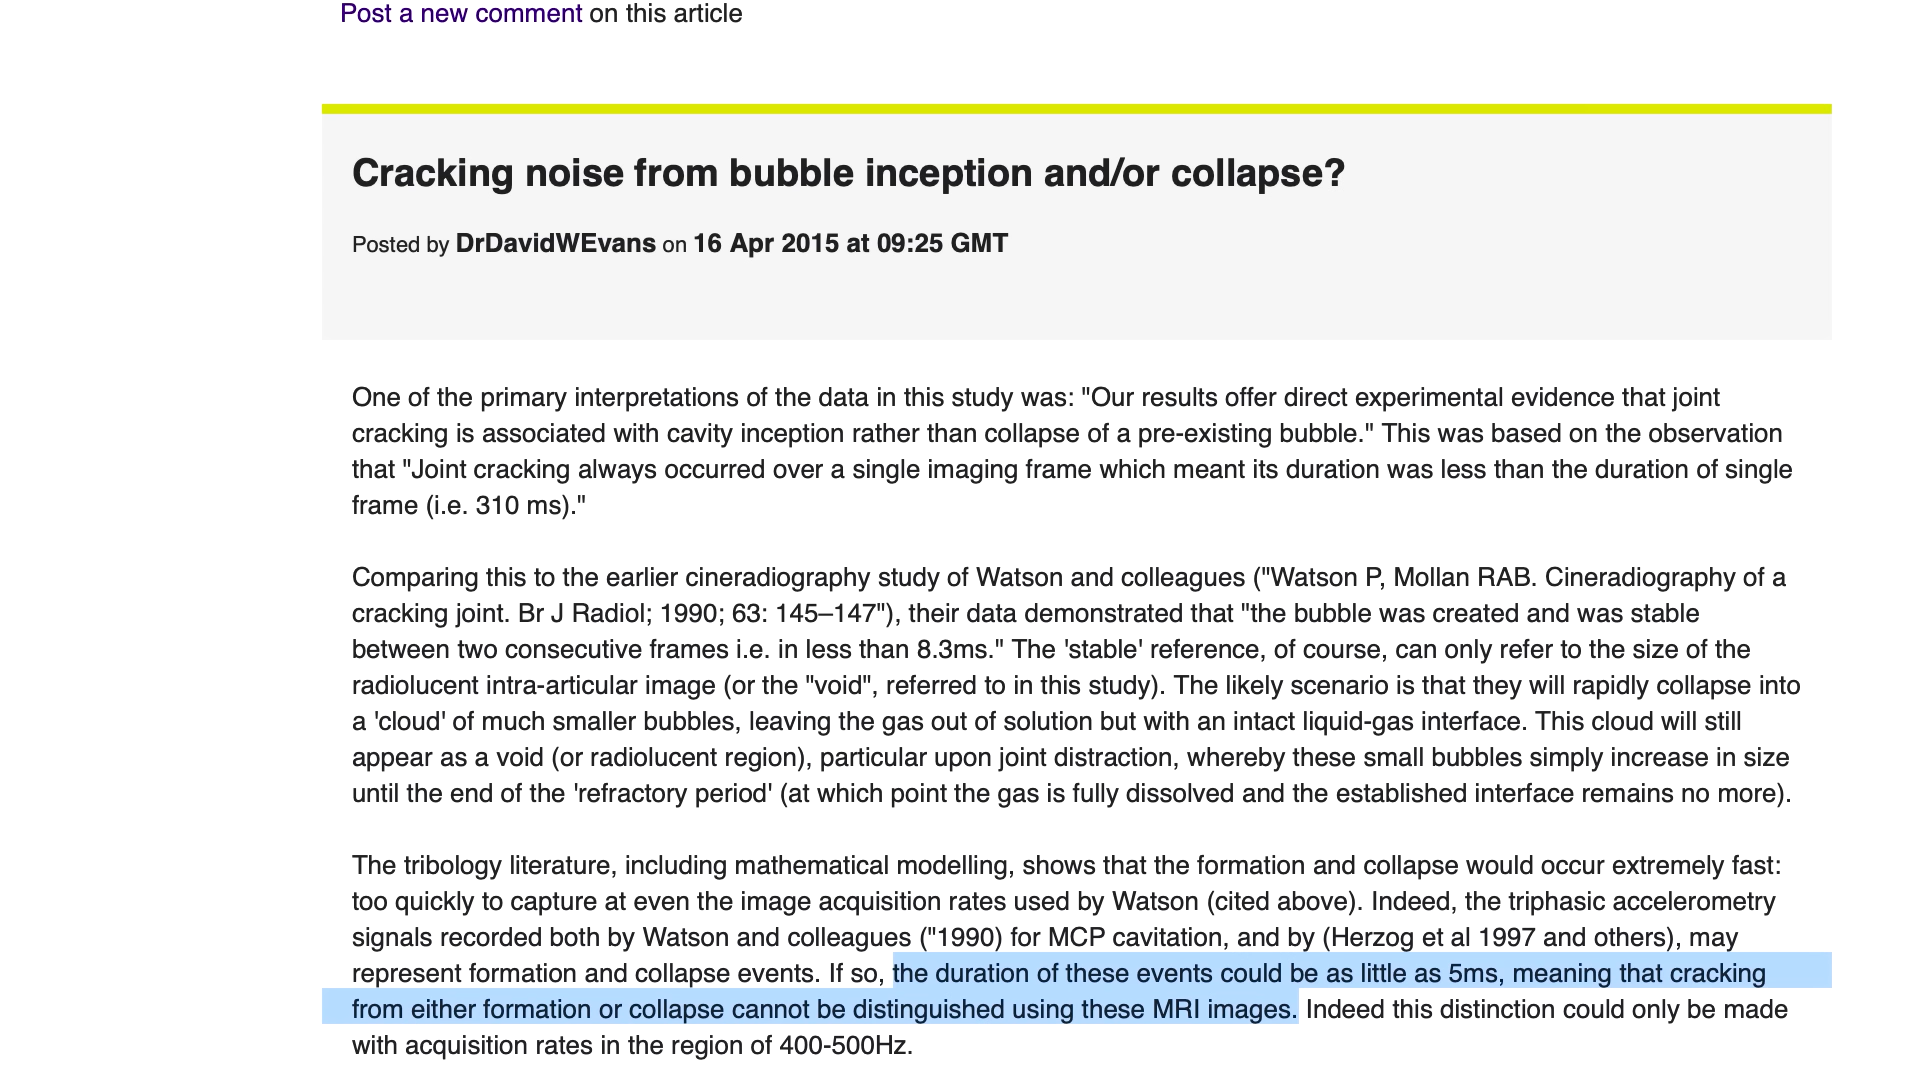 Post a new comment on this article
Cracking noise from bubble inception and/or collapse?
Posted by DrDavidWEvans on 16 Apr 2015 at 09:25 GMT
One of the primary interpretations of the data in this study was: "Our results offer direct experimental evidence that joint
cracking is associated with cavity inception rather than collapse of a pre-existing bubble." This was based on the observation
that "Joint cracking always occurred over a single imaging frame which meant its duration was less than the duration of single
frame (i.e. 310 ms)."
Comparing this to the earlier cineradiography study of Watson and colleagues ("Watson P, Mollan RAB. Cineradiography of a
cracking joint. Br J Radiol; 1990; 63: 145–147"), their data demonstrated that "the bubble was created and was stable
between two consecutive frames i.e. in less than 8.3ms." The 'stable' reference, of course, can only refer to the size of the
radiolucent intra-articular image (or the "void", referred to in this study). The likely scenario is that they will rapidly collapse into
a 'cloud' of much smaller bubbles, leaving the gas out of solution but with an intact liquid-gas interface. This cloud will still
appear as a void (or radiolucent region), particular upon joint distraction, whereby these small bubbles simply increase in size
until the end of the 'refractory period' (at which point the gas is fully dissolved and the established interface remains no more).
The tribology literature, including mathematical modelling, shows that the formation and collapse would occur extremely fast:
too quickly to capture at even the image acquisition rates used by Watson (cited above). Indeed, the triphasic accelerometry
signals recorded both by Watson and colleagues ("1990) for MCP cavitation, and by (Herzog et al 1997 and others), may
represent formation and collapse events. If so, the duration of these events could be as little as 5ms, meaning that cracking
from either formation or collapse cannot be distinguished using these MRI images. Indeed this distinction could only be made
with acquisition rates in the region of 400-500Hz.